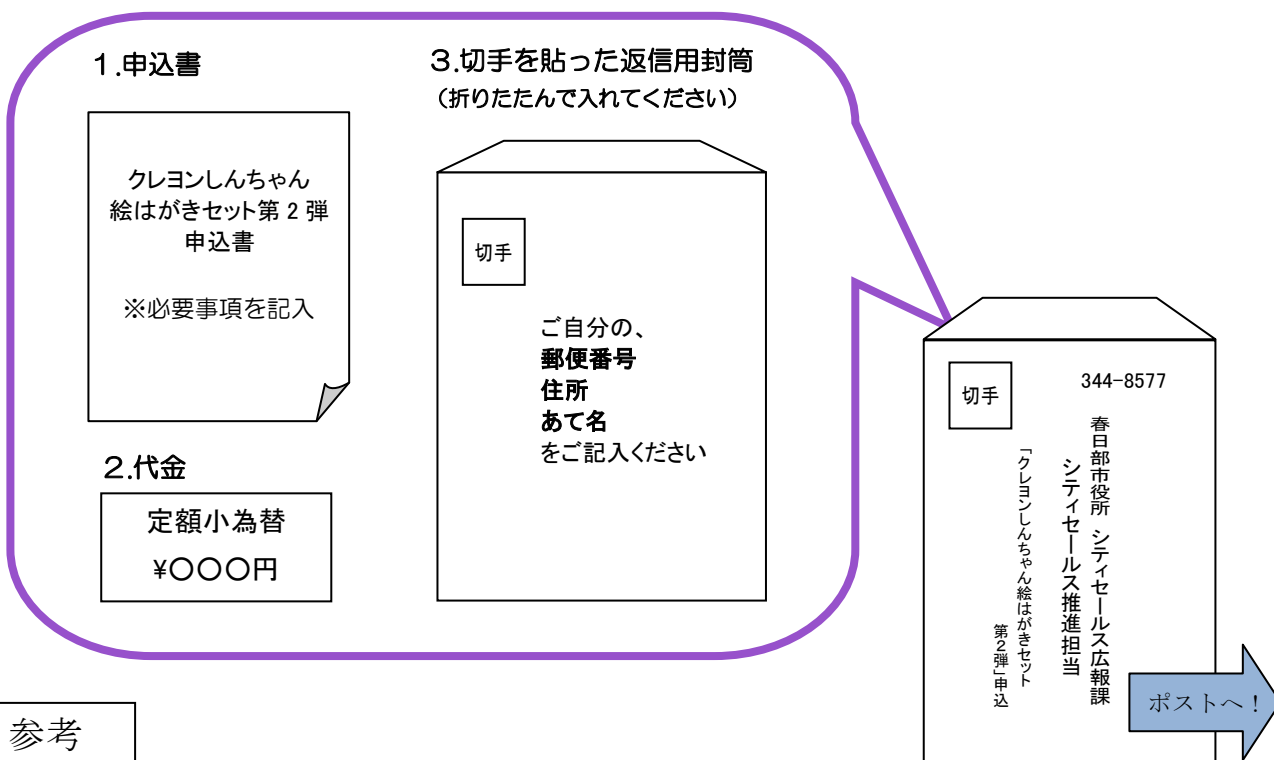 １.申込書
クレヨンしんちゃん
絵はがきセット第２弾
申込書
※必要事項を記入
２.代金
定額小為替
¥〇〇〇円
３.切手を貼った返信用封筒
（折りたたんで入れてください）
切手
ご自分の、
郵便番号
住所
あて名
をご記入ください
切手
344-8577
春日部市役所 シティセールス広報課
シティセールス推進担当
「クレヨンしんちゃん絵はがきセット
第２弾」申込
ポストへ！
参考